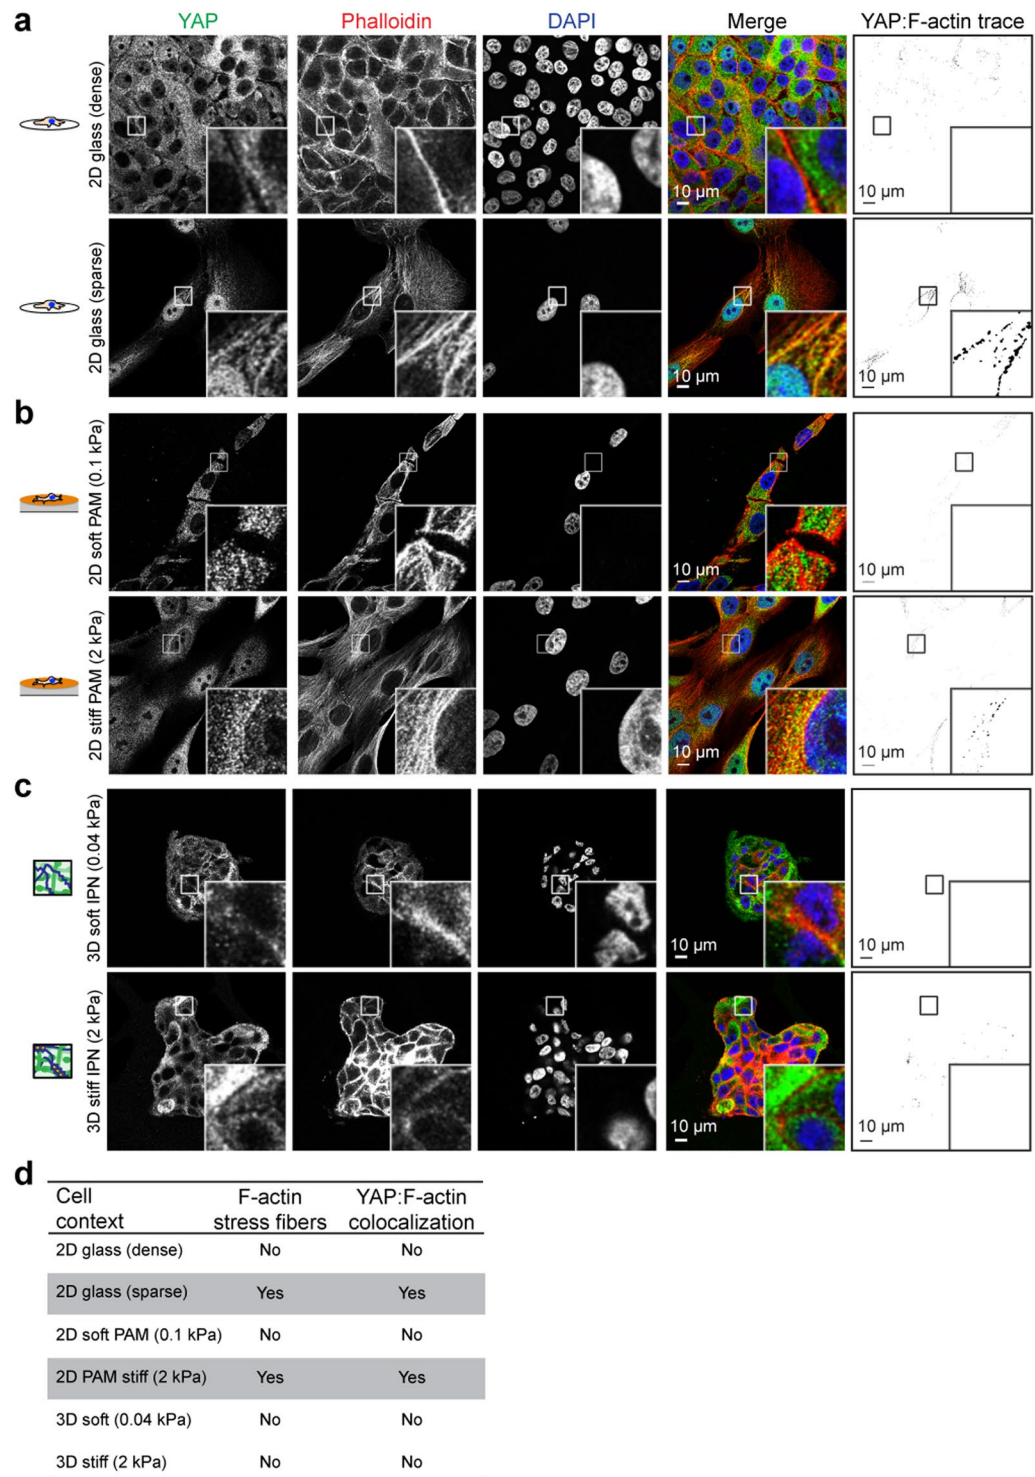 a
YAP
Phalloidin
DAPI
Merge
YAP:F-actin trace
2D glass (dense)
10 µm
10 µm
2D glass (sparse)
10 µm
10 µm
b
2D soft PAM (0.1 kPa)
10 µm
10 µm
2D stiff PAM (2 kPa)
10 µm
10 µm
c
3D soft IPN (0.04 kPa)
10 µm
10 µm
3D stiff IPN (2 kPa)
10 µm
10 µm
d
Cell context
F-actin stress fibers
YAP:F-actin colocalization
2D glass (dense) No No
2D glass (sparse) Yes Yes
2D soft PAM (0.1 kPa) No No
2D PAM stiff (2 kPa) Yes Yes
3D soft (0.04 kPa) No No
3D stiff (2 kPa) No No